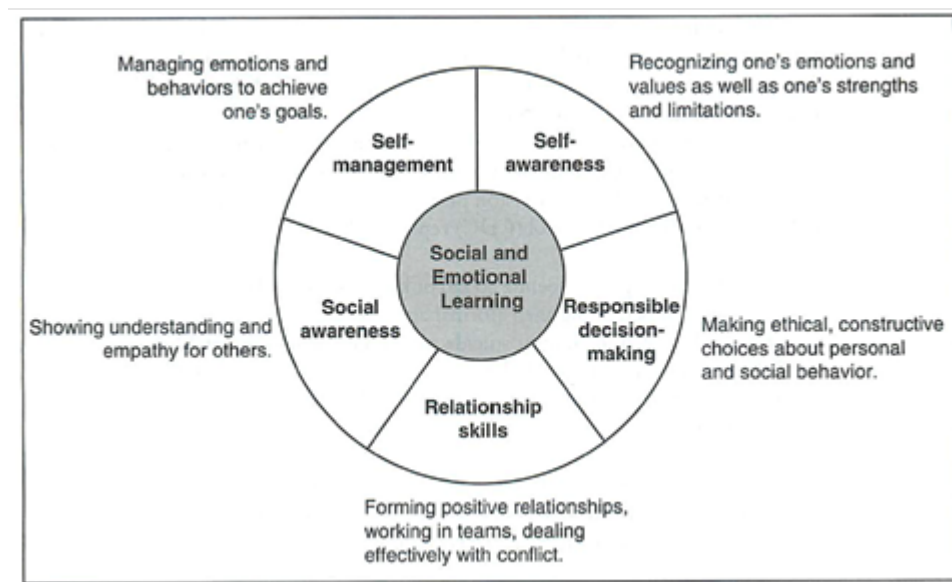 Managing emotions and
behaviors to achieve
one's goals.
Recognizing one's emotions and
values as well as one's strengths
and limitations.
Self-
management
Self-
awareness
Social and
Emotional
Learning
Social
awareness
Responsible
decision-
making
Showing understanding and
empathy for others.
Making ethical, constructive
choices about personal
and social behavior.
Relationship
skills
Forming positive relationships,
working in teams, dealing
effectively with conflict.